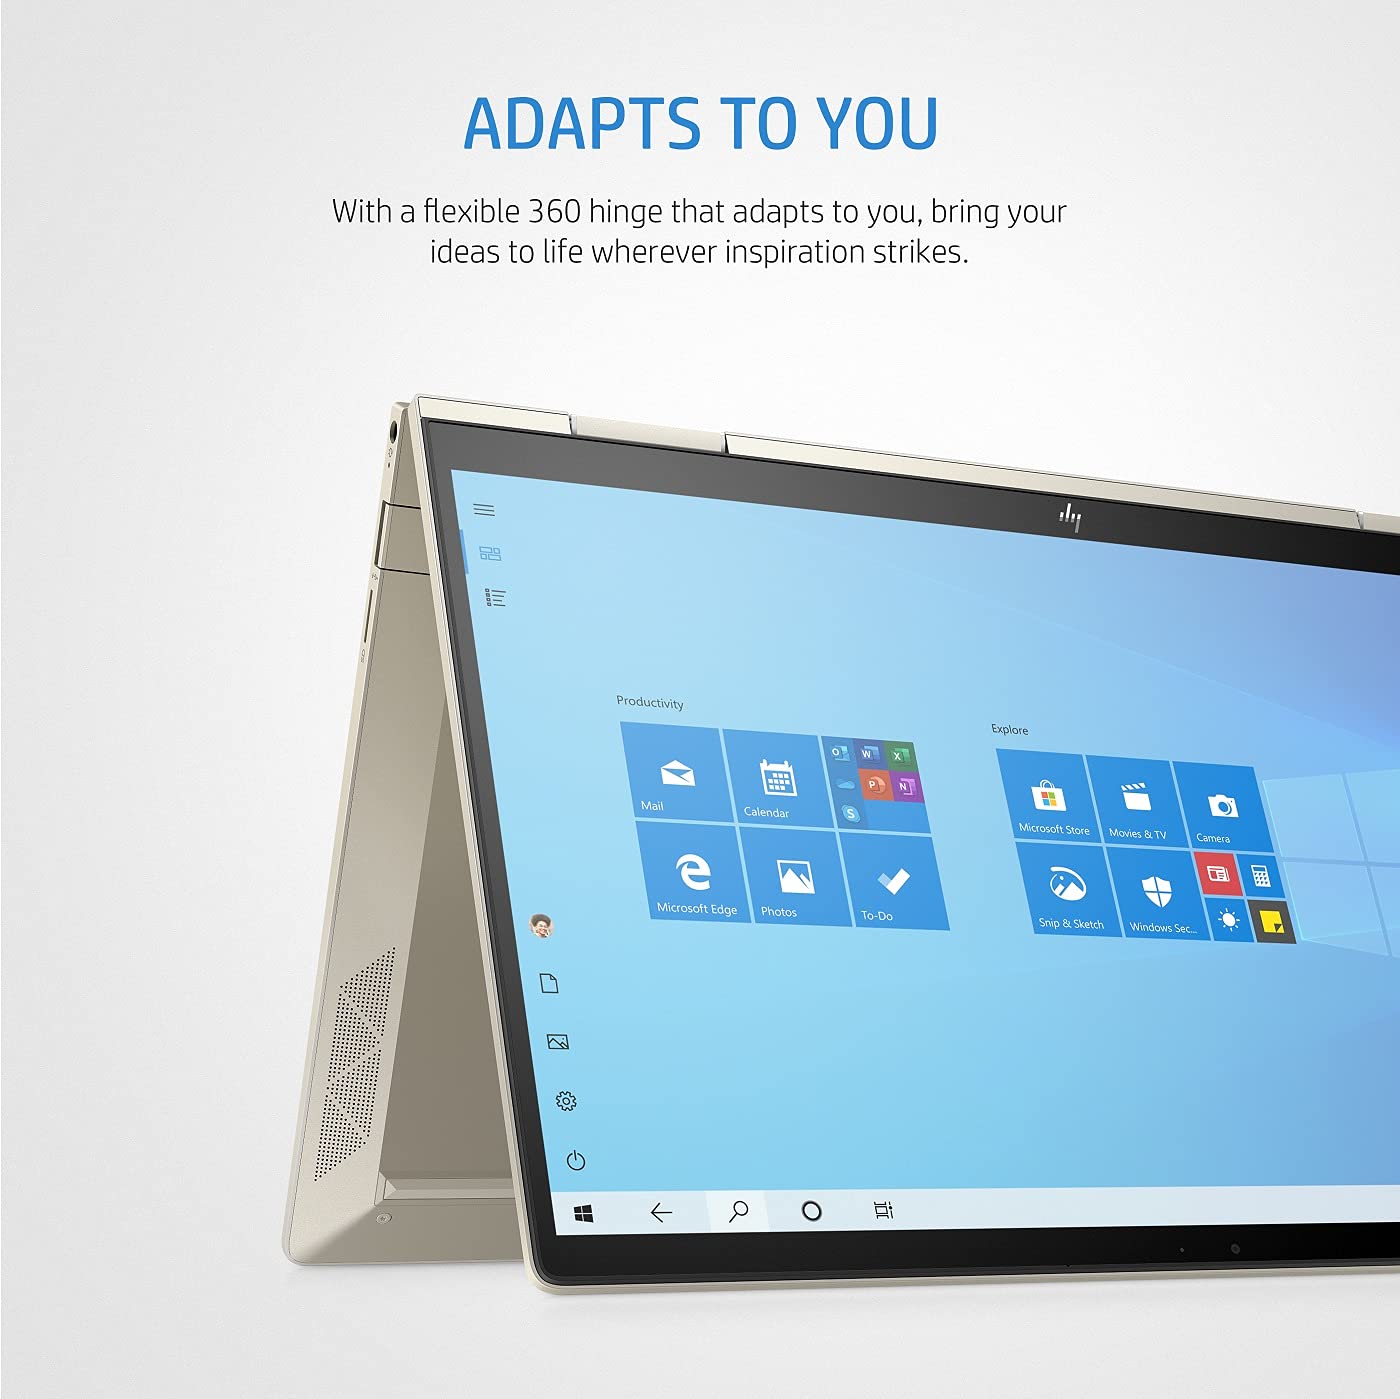 ADAPTS TO YOU
With a flexible 360 hinge that adapts to you, bring your
ideas to life wherever inspiration strikes.
hp
Productivity
Explore
Mail
Calendar
O W X
P N
S
Microsoft Store
Movies & TV
Camera
Microsoft Edge
Photos
To-Do
Snip & Sketch
Windows Sec...